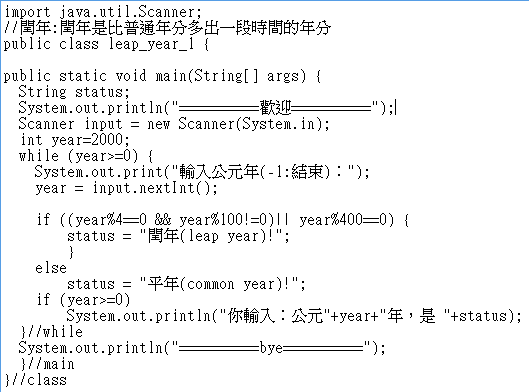 import java.util.Scanner;
//閏年:閏年是比普通年分多出一段時間的年分
public class leap_year_1 {
public static void main(String[] args) {
String status;
System.out.println("==========歡迎==========");
Scanner input = new Scanner(System.in);
int year=2000;
while (year>=0) {
System.out.print("輸入公元年(-1:結束)：");
year = input.nextInt();
if ((year%4==0 && year%100!=0)|| year%400==0) {
status = "閏年(leap year)!";
}
else
status = "平年(common year)!";
if (year>=0)
System.out.println("你輸入：公元"+year+"年，是 "+status);
}//while
System.out.println("==========bye==========");
}//main
}//class